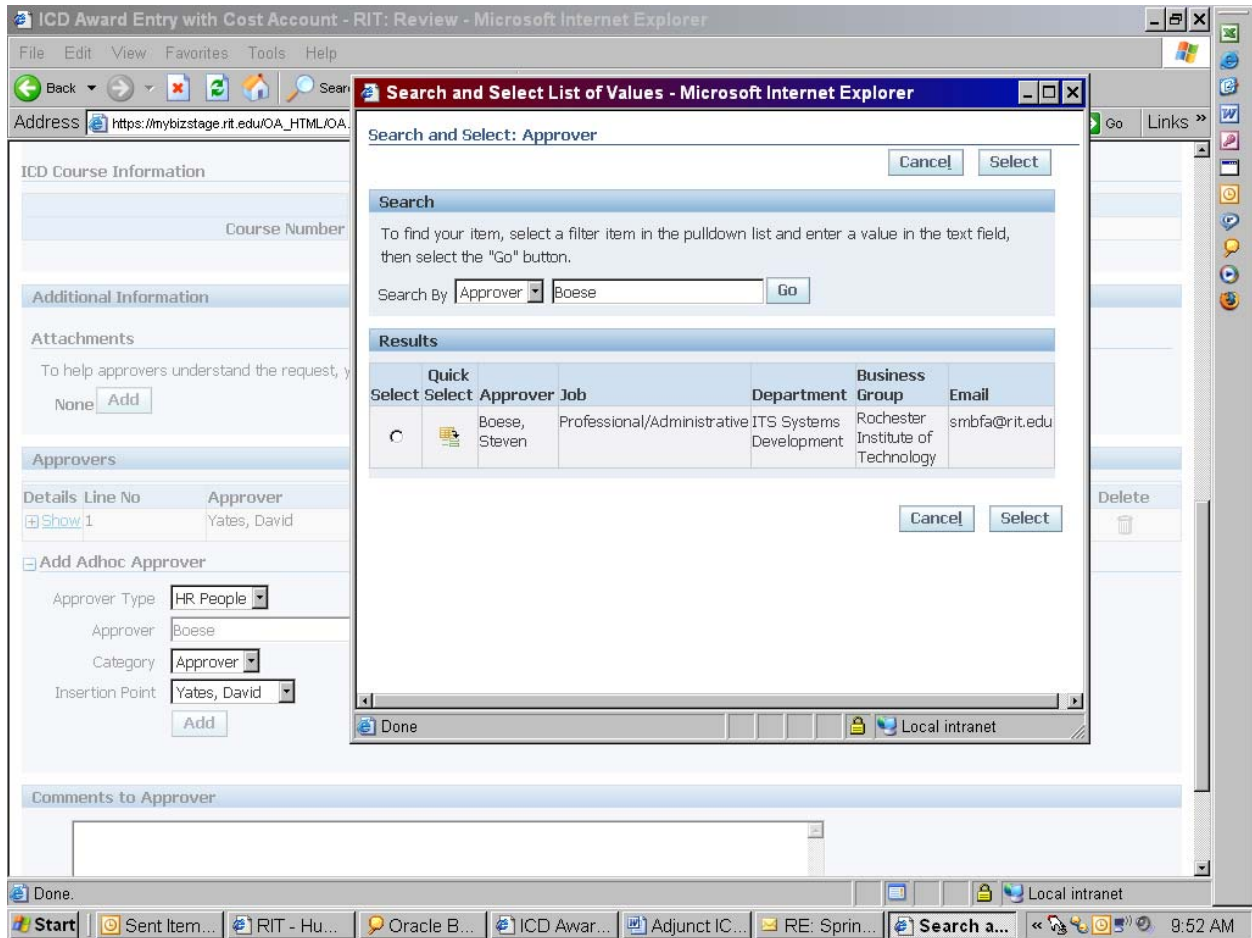 ICD Award Entry with Cost Account - RIT: Review - Microsoft Internet Explorer
File Edit View Favorites Tools Help
Back Sear
Address https://mybizstage.rit.edu/OA_HTML/OA. Go Links »
ICD Course Information
Course Number
Additional Information
Attachments
To help approvers understand the request, y
None Add
Approvers
Details Line No Approver Delete
Show 1 Yates, David
Add Adhoc Approver
Approver Type HR People
Approver Boese
Category Approver
Insertion Point Yates, David
Add
Comments to Approver
Search and Select List of Values - Microsoft Internet Explorer
Search and Select: Approver
Cancel Select
Search
To find your item, select a filter item in the pulldown list and enter a value in the text field,
then select the "Go" button.
Search By Approver Boese Go
Results
Select Quick Select Approver Job Department Business Group Email
Boese, Steven Professional/Administrative ITS Systems Development Rochester Institute of Technology smbfa@rit.edu
Cancel Select
Done Local intranet
Done. Local intranet
Start Sent Item... RIT - Hu... Oracle B... ICD Awar... Adjunct IC... RE: Sprin... Search a... « 9:52 AM